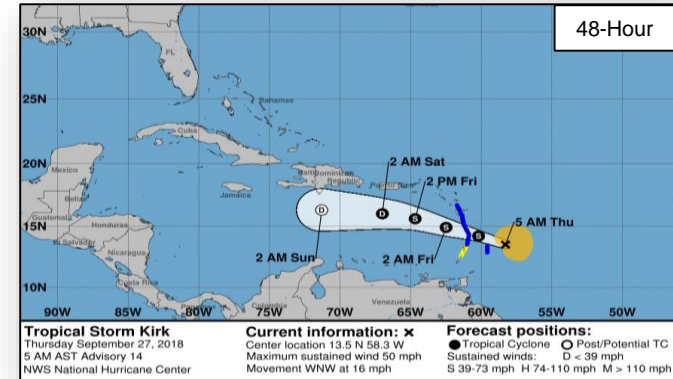 48-Hour
30N
25N
20N
15N
10N
FL
Bahamas
Cuba
Mexico
Jamaica
Dominican
Republic
Puerto Rico
Belize
Guatemala
Honduras
El Salvador
Nicaragua
Costa Rica
Panama
Colombia
Venezuela
2 AM Sat
2 PM Fri
5 AM Thu
2 AM Fri
2 AM Sun
D
D
S
S
S
90W 85W 80W 75W 70W 65W 60W 55W 50W
Tropical Storm Kirk
Thursday September 27, 2018
5 AM AST Advisory 14
NWS National Hurricane Center
Current information: x
Center location 13.5 N 58.3 W
Maximum sustained wind 50 mph
Movement WNW at 16 mph
Forecast positions:
Tropical Cyclone Post/Potential TC
Sustained winds: D < 39 mph
S 39-73 mph H 74-110 mph M > 110 mph